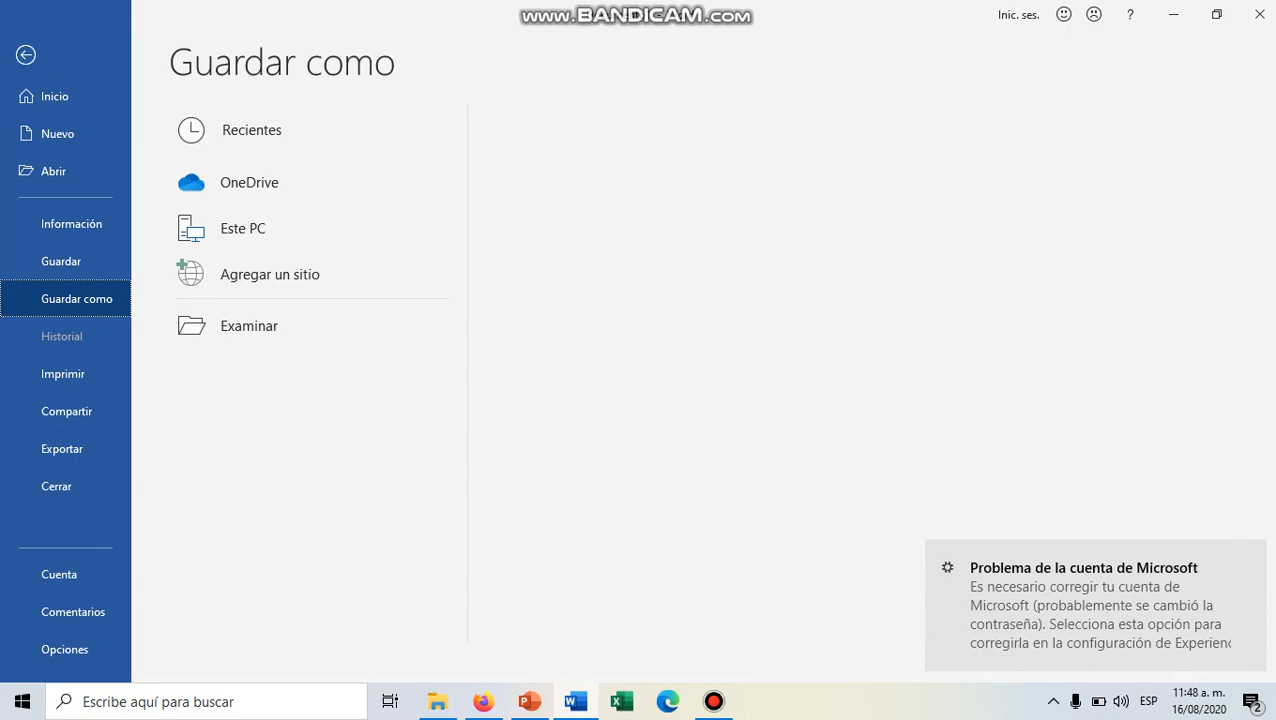 www.BANDICAM.com
Inic. ses.
?
Guardar como
Inicio
Nuevo
Abrir
Información
Guardar
Guardar como
Historial
Imprimir
Compartir
Exportar
Cerrar
Cuenta
Comentarios
Opciones
Recientes
OneDrive
Este PC
Agregar un sitio
Examinar
Problema de la cuenta de Microsoft
Es necesario corregir tu cuenta de
Microsoft (probablemente se cambió la
contraseña). Selecciona esta opción para
corregirla en la configuración de Experienc
Escribe aquí para buscar
P
W
X
ESP
11:48 a. m.
16/08/2020
2